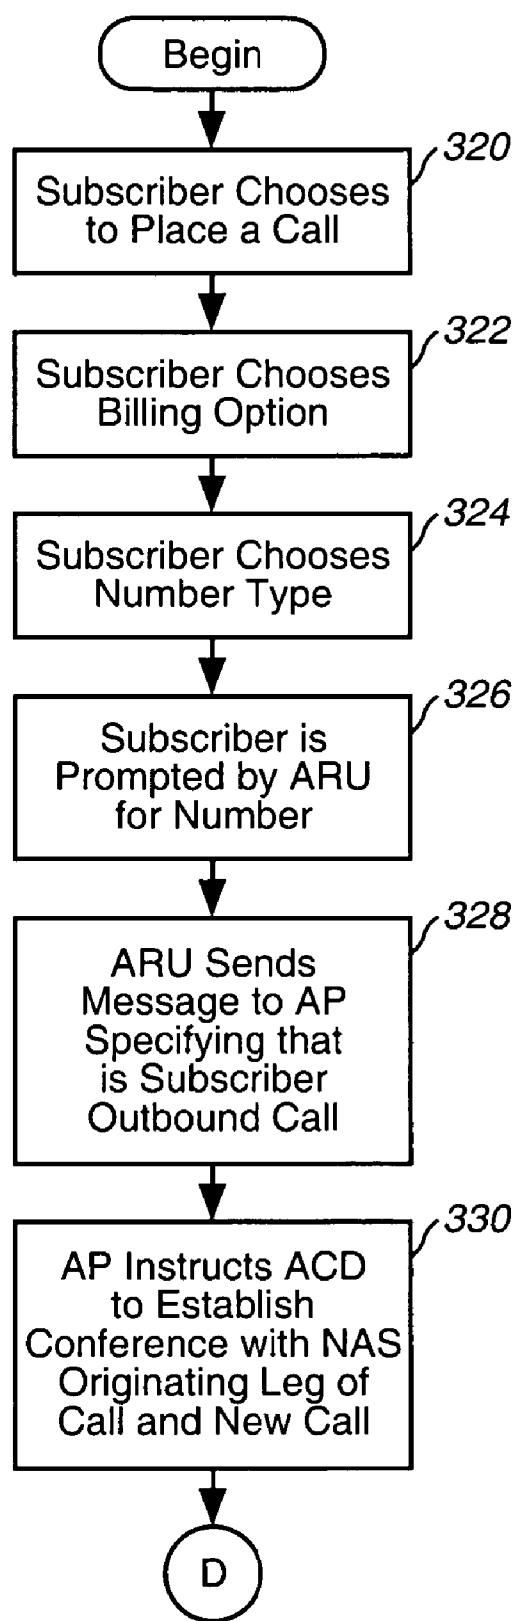 Begin
320
Subscriber Chooses
to Place a Call
322
Subscriber Chooses
Billing Option
324
Subscriber Chooses
Number Type
326
Subscriber is
Prompted by ARU
for Number
328
ARU Sends
Message to AP
Specifying that
is Subscriber
Outbound Call
330
AP Instructs ACD
to Establish
Conference with NAS
Originating Leg of
Call and New Call
D